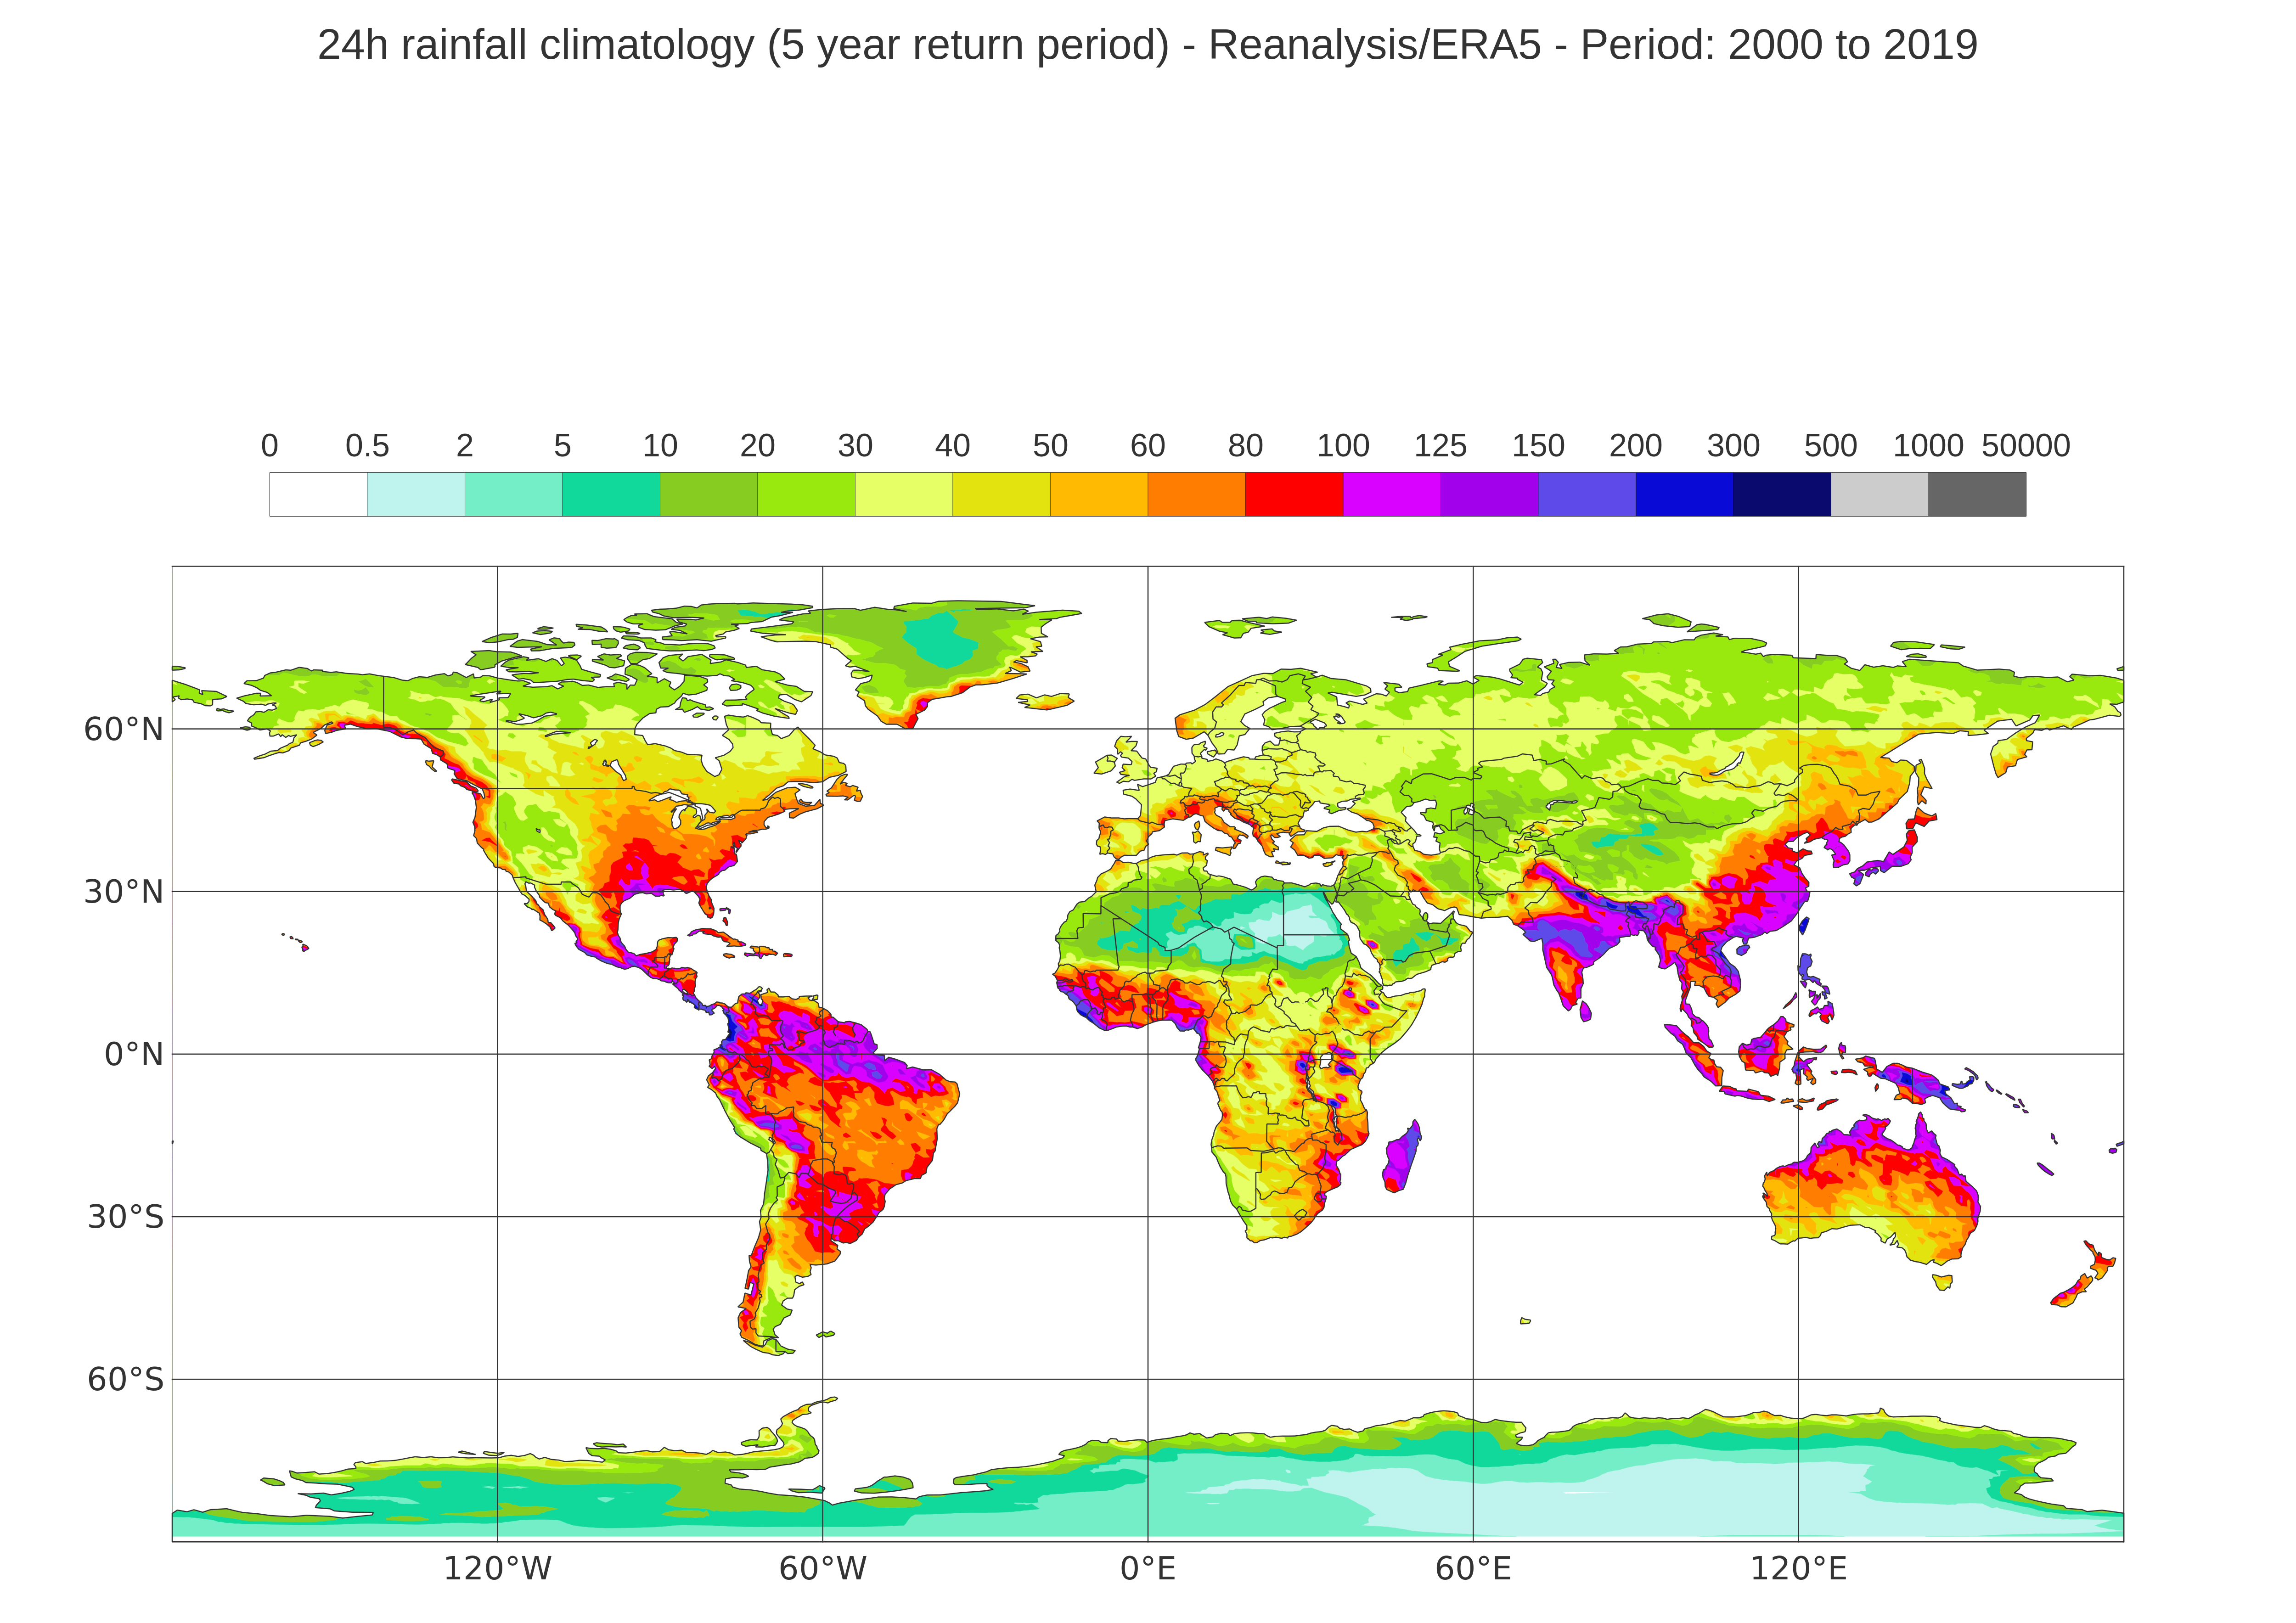 24h rainfall climatology (5 year return period) - Reanalysis/ERA5 - Period: 2000 to 2019
0 0.5 2 5 10 20 30 40 50 60 80 100 125 150 200 300 500 1000 50000
60°N
30°N
0°N
30°S
60°S
120°W 60°W 0°E 60°E 120°E